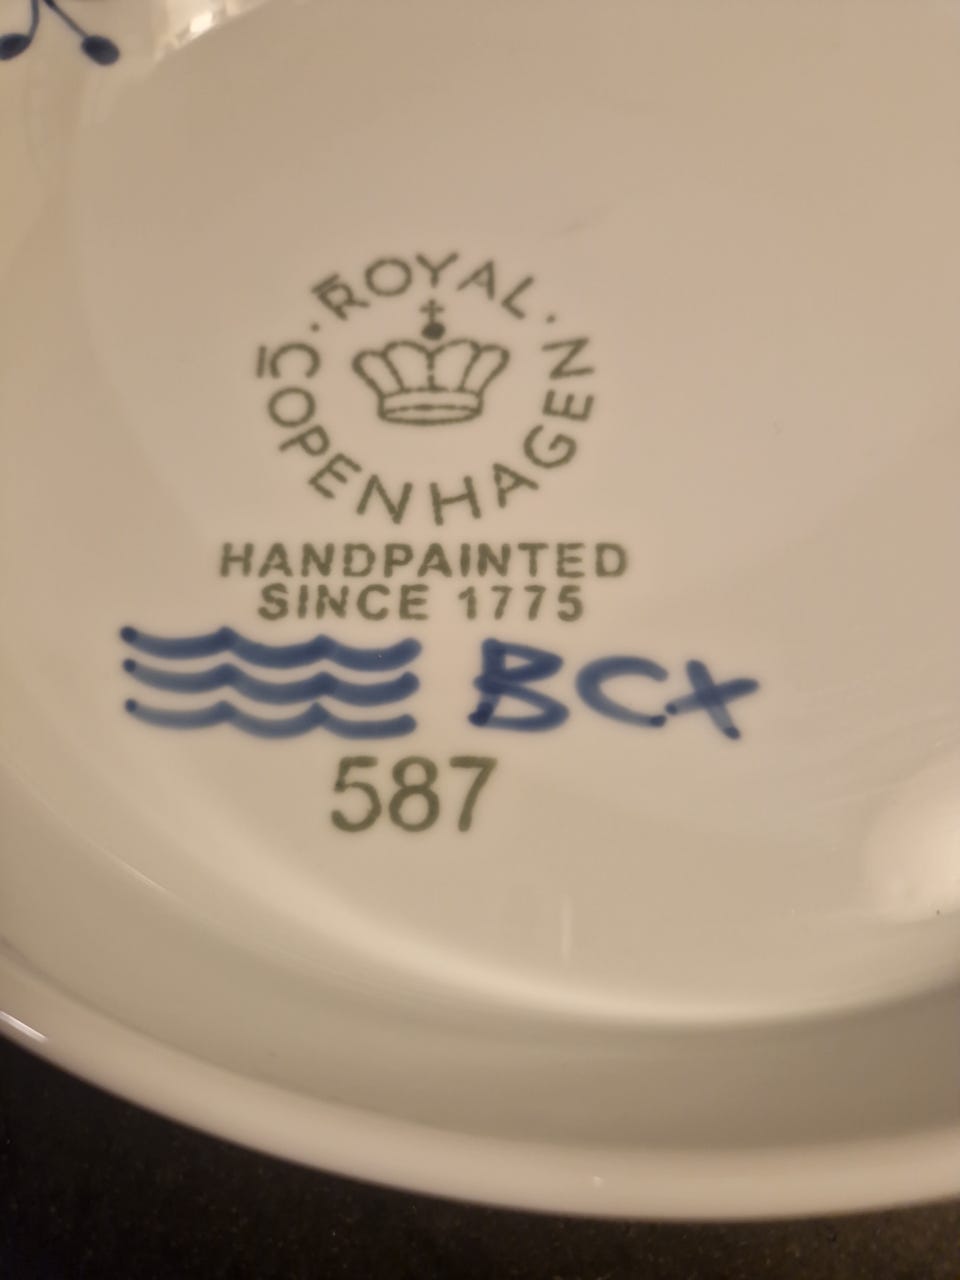 ROYAL
COPENHAGEN
HANDPAINTED
SINCE 1775
BCX
587